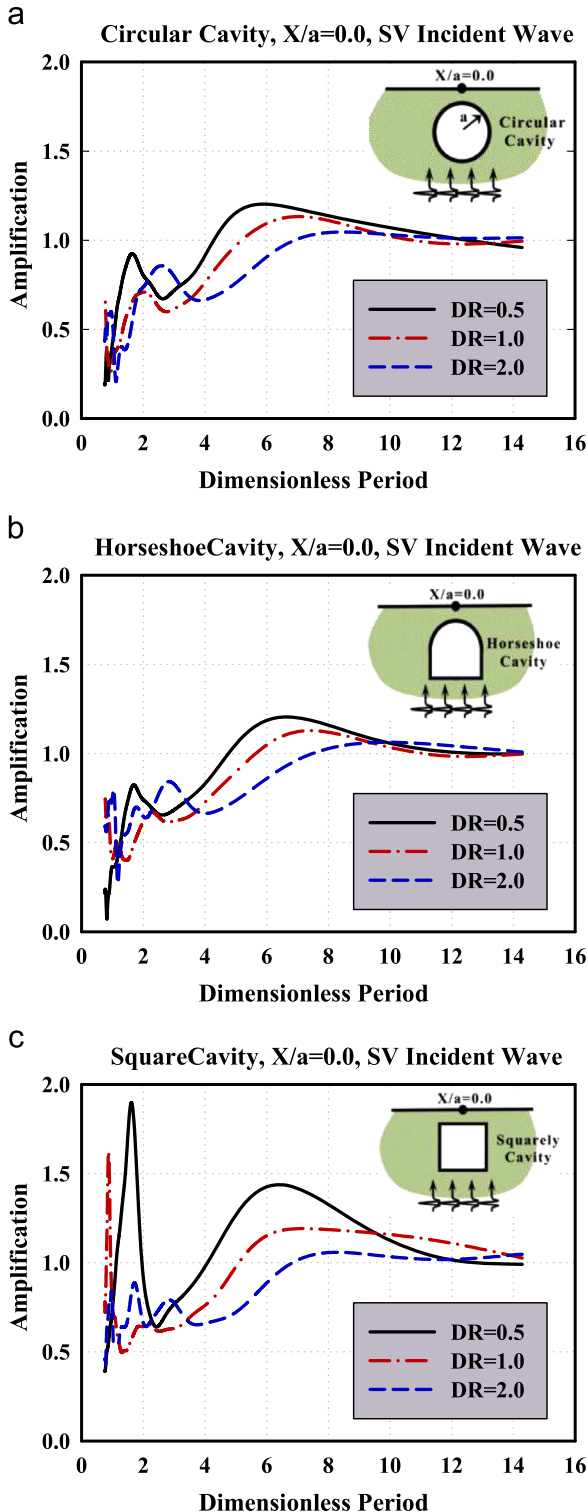 a
Circular Cavity, X/a=0.0, SV Incident Wave
2.0
1.5
1.0
0.5
0.0
Amplification
X/a=0.0
a
Circular
Cavity
DR=0.5
DR=1.0
DR=2.0
0 2 4 6 8 10 12 14 16
Dimensionless Period
b
HorseshoeCavity, X/a=0.0, SV Incident Wave
2.0
1.5
1.0
0.5
0.0
Amplification
X/a=0.0
Horseshoe
Cavity
DR=0.5
DR=1.0
DR=2.0
0 2 4 6 8 10 12 14 16
Dimensionless Period
c
SquareCavity, X/a=0.0, SV Incident Wave
2.0
1.5
1.0
0.5
0.0
Amplification
X/a=0.0
Squarely
Cavity
DR=0.5
DR=1.0
DR=2.0
0 2 4 6 8 10 12 14 16
Dimensionless Period